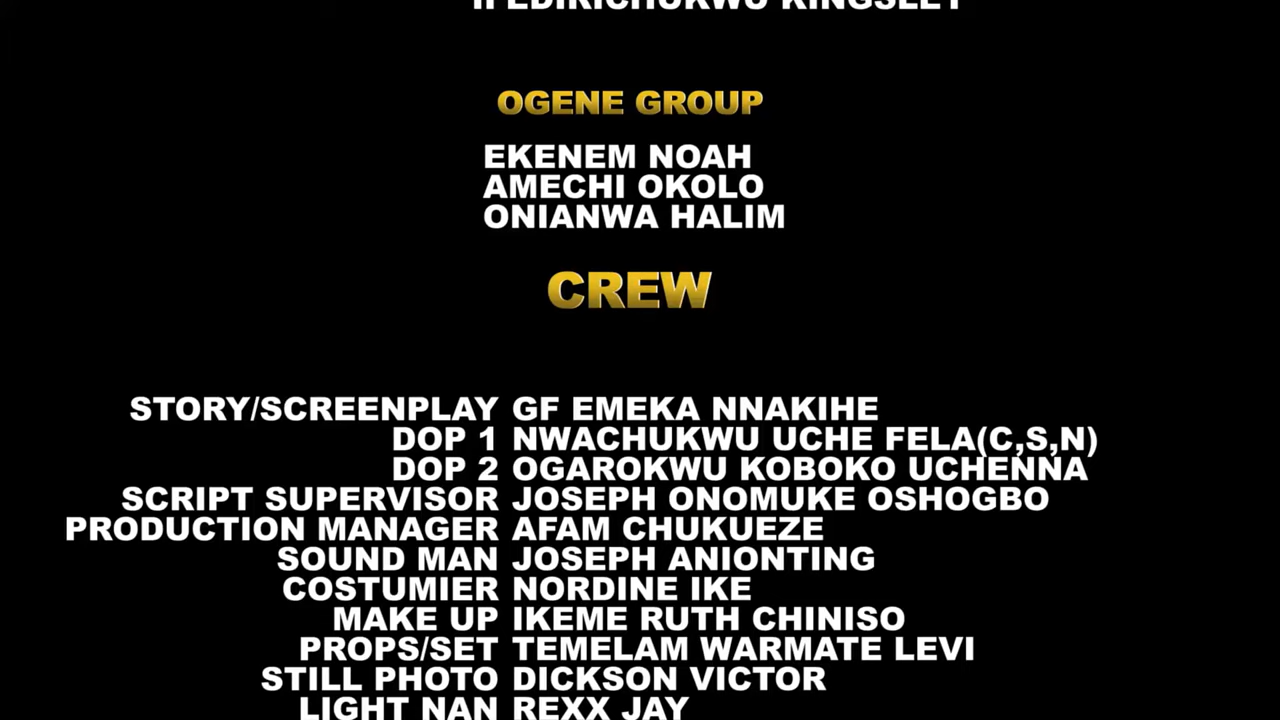 KINGSLEY
OGENE GROUP
EKENEM NOAH
AMECHI OKOLO
ONIANWA HALIM
CREW
STORY/SCREENPLAY GF EMEKA NNAKIHE
DOP 1 NWACHUKWU UCHE FELA(C,S,N)
DOP 2 OGAROKWU KOBOKO UCHENNA
SCRIPT SUPERVISOR JOSEPH ONOMUKE OSHOGBO
PRODUCTION MANAGER AFAM CHUKUEZE
SOUND MAN JOSEPH ANIONTING
COSTUMIER NORDINE IKE
MAKE UP IKEME RUTH CHINISO
PROPS/SET TEMELAM WARMATE LEVI
STILL PHOTO DICKSON VICTOR
LIGHT NAN REXX JAY